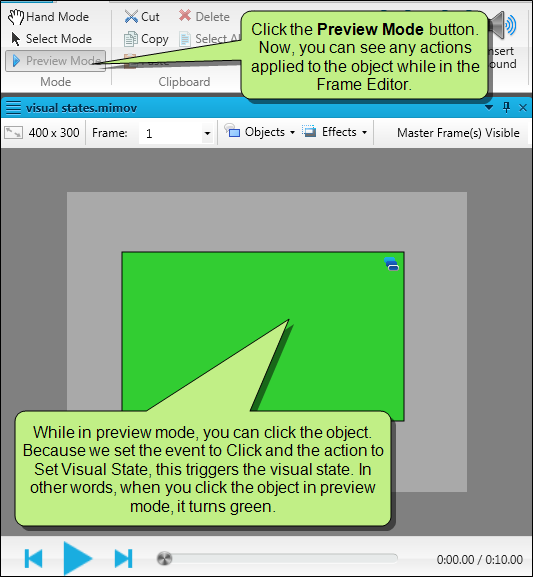 Hand Mode
Select Mode
Preview Mode
Mode
Cut
Delete
Copy
Select Al
Paste
Clipboard
Click the Preview Mode button.
Now, you can see any actions
applied to the object while in the
Frame Editor.
visual states.mimov
400 x 300
Frame:
1
Objects
Effects
Master Frame(s) Visible
While in preview mode, you can click the object.
Because we set the event to Click and the action to
Set Visual State, this triggers the visual state. In
other words, when you click the object in preview
mode, it turns green.
0:00.00 / 0:10.00